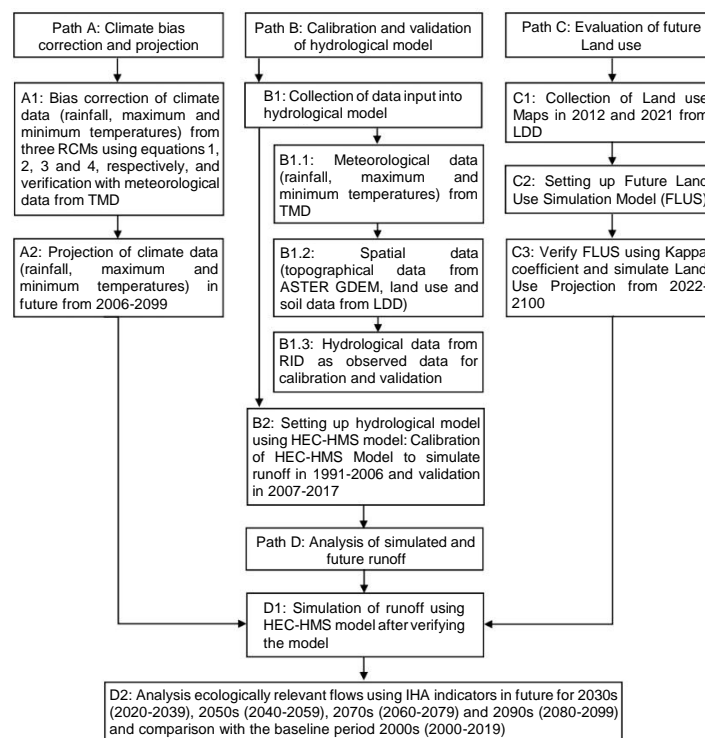 Path A: Climate bias
correction and projection
A1: Bias correction of climate
data (rainfall, maximum and
minimum temperatures) from
three RCMs using equations 1,
2, 3 and 4, respectively, and
verification with meteorological
data from TMD
A2: Projection of climate data
(rainfall, maximum and
minimum temperatures) in
future from 2006-2099
Path B: Calibration and validation
of hydrological model
B1: Collection of data input into
hydrological model
B1.1: Meteorological data
(rainfall, maximum and
minimum temperatures) from
TMD
B1.2: Spatial data
(topographical data from
ASTER GDEM, land use and
soil data from LDD)
B1.3: Hydrological data from
RID as observed data for
calibration and validation
B2: Setting up hydrological model
using HEC-HMS model: Calibration
of HEC-HMS Model to simulate
runoff in 1991-2006 and validation
in 2007-2017
Path C: Evaluation of future
Land use
C1: Collection of Land use
Maps in 2012 and 2021 from
LDD
C2: Setting up Future Land
Use Simulation Model (FLUS)
C3: Verify FLUS using Kappa
coefficient and simulate Land
Use Projection from 2022-
2100
Path D: Analysis of simulated and
future runoff
D1: Simulation of runoff using
HEC-HMS model after verifying
the model
D2: Analysis ecologically relevant flows using IHA indicators in future for 2030s
(2020-2039), 2050s (2040-2059), 2070s (2060-2079) and 2090s (2080-2099)
and comparison with the baseline period 2000s (2000-2019)